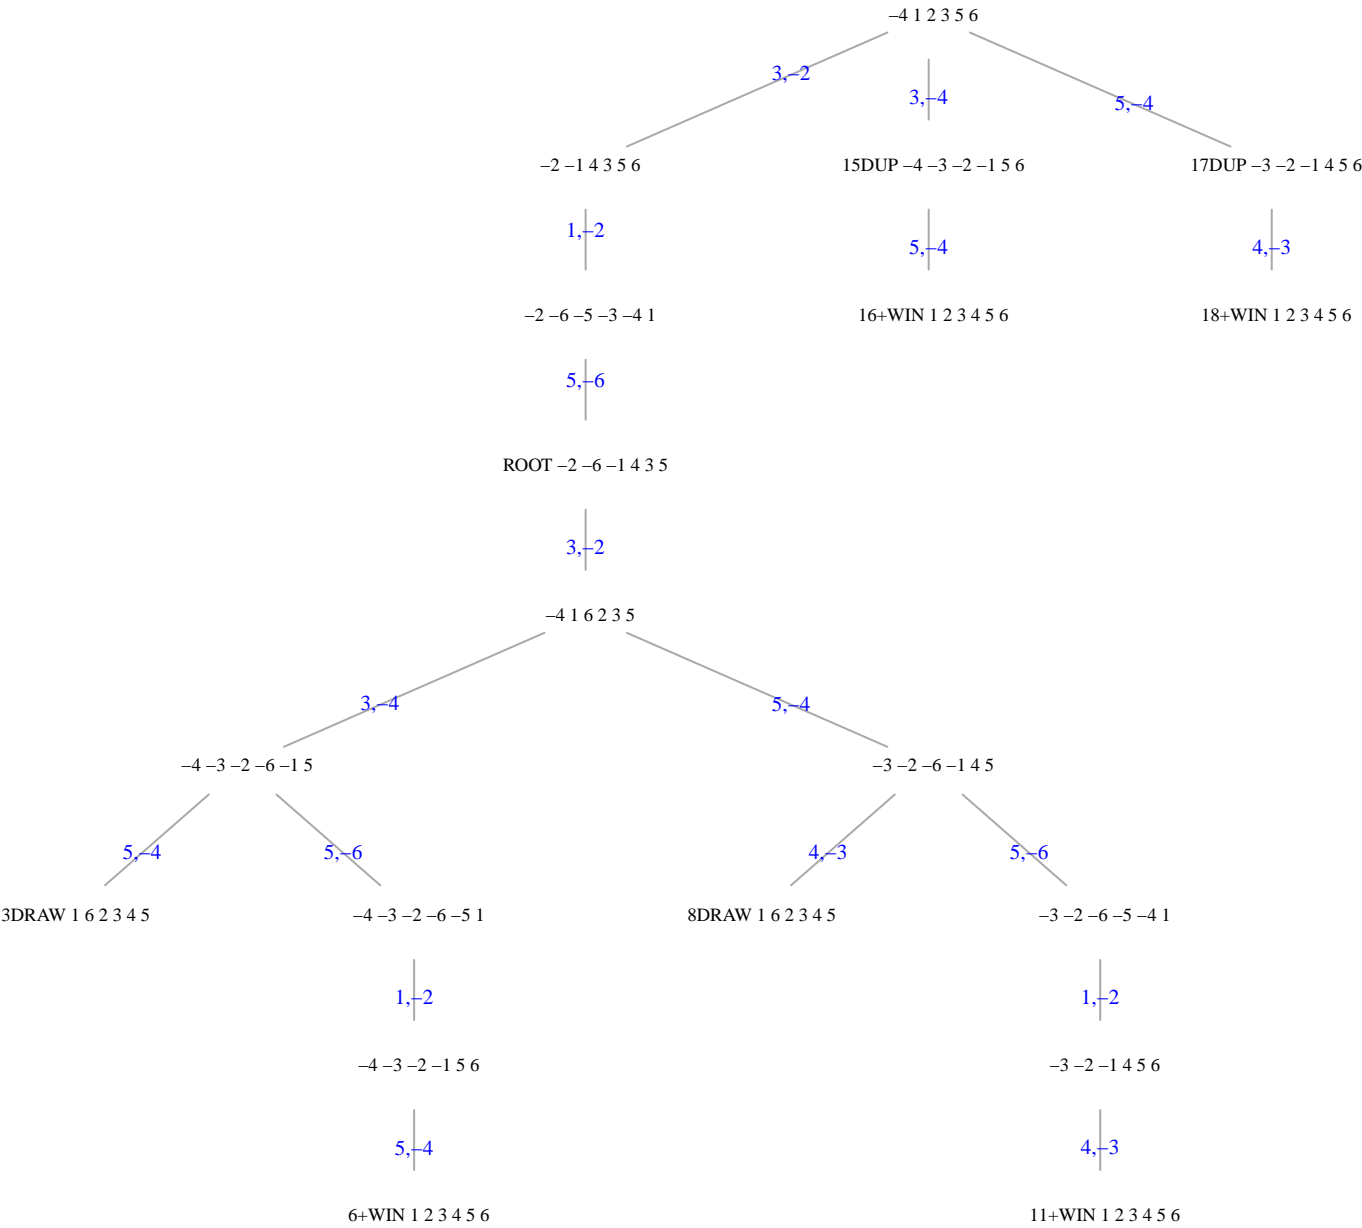 –4 1 2 3 5 6
3,–2
3,–4
5,–4
–2 –1 4 3 5 6
15DUP –4 –3 –2 –1 5 6
17DUP –3 –2 –1 4 5 6
1,–2
5,–4
4,–3
–2 –6 –5 –3 –4 1
16+WIN 1 2 3 4 5 6
18+WIN 1 2 3 4 5 6
5,–6
ROOT –2 –6 –1 4 3 5
3,–2
–4 1 6 2 3 5
3,–4
5,–4
–4 –3 –2 –6 –1 5
–3 –2 –6 –1 4 5
5,–4
5,–6
4,–3
5,–6
3DRAW 1 6 2 3 4 5
–4 –3 –2 –6 –5 1
8DRAW 1 6 2 3 4 5
–3 –2 –6 –5 –4 1
1,–2
1,–2
–4 –3 –2 –1 5 6
–3 –2 –1 4 5 6
5,–4
4,–3
6+WIN 1 2 3 4 5 6
11+WIN 1 2 3 4 5 6